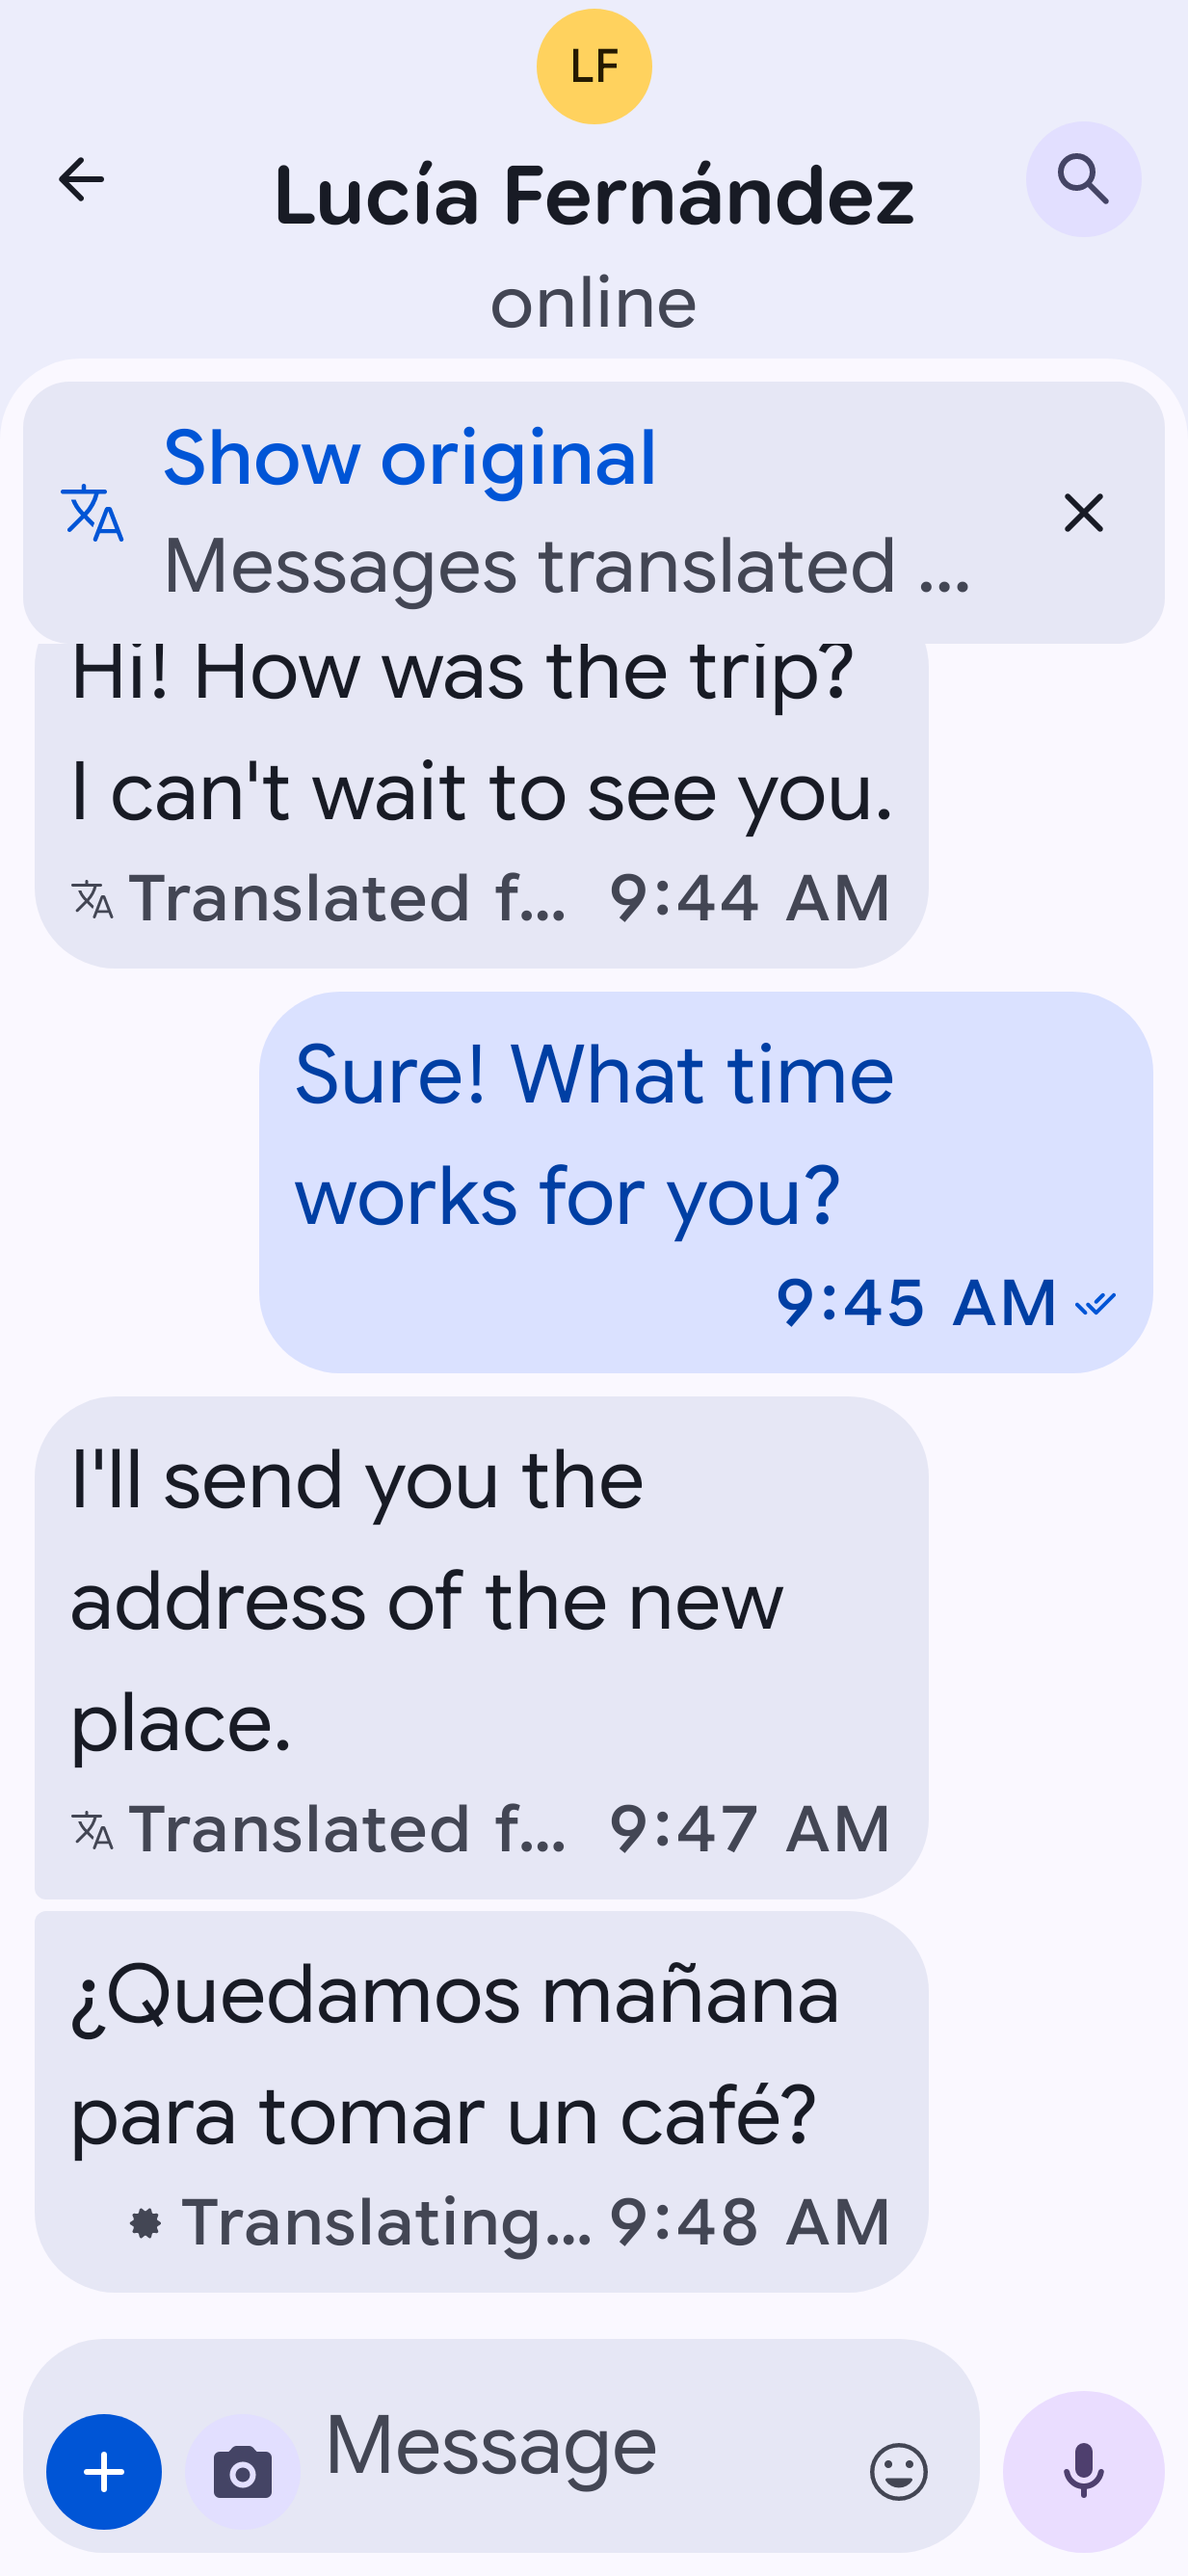 LF
Lucía Fernández
online
Show original
Messages translated ...
Hi! How was the trip?
I can't wait to see you.
Translated f... 9:44 AM
Sure! What time
works for you?
9:45 AM
I'll send you the
address of the new
place.
Translated f... 9:47 AM
¿Quedamos mañana
para tomar un café?
Translating... 9:48 AM
Message